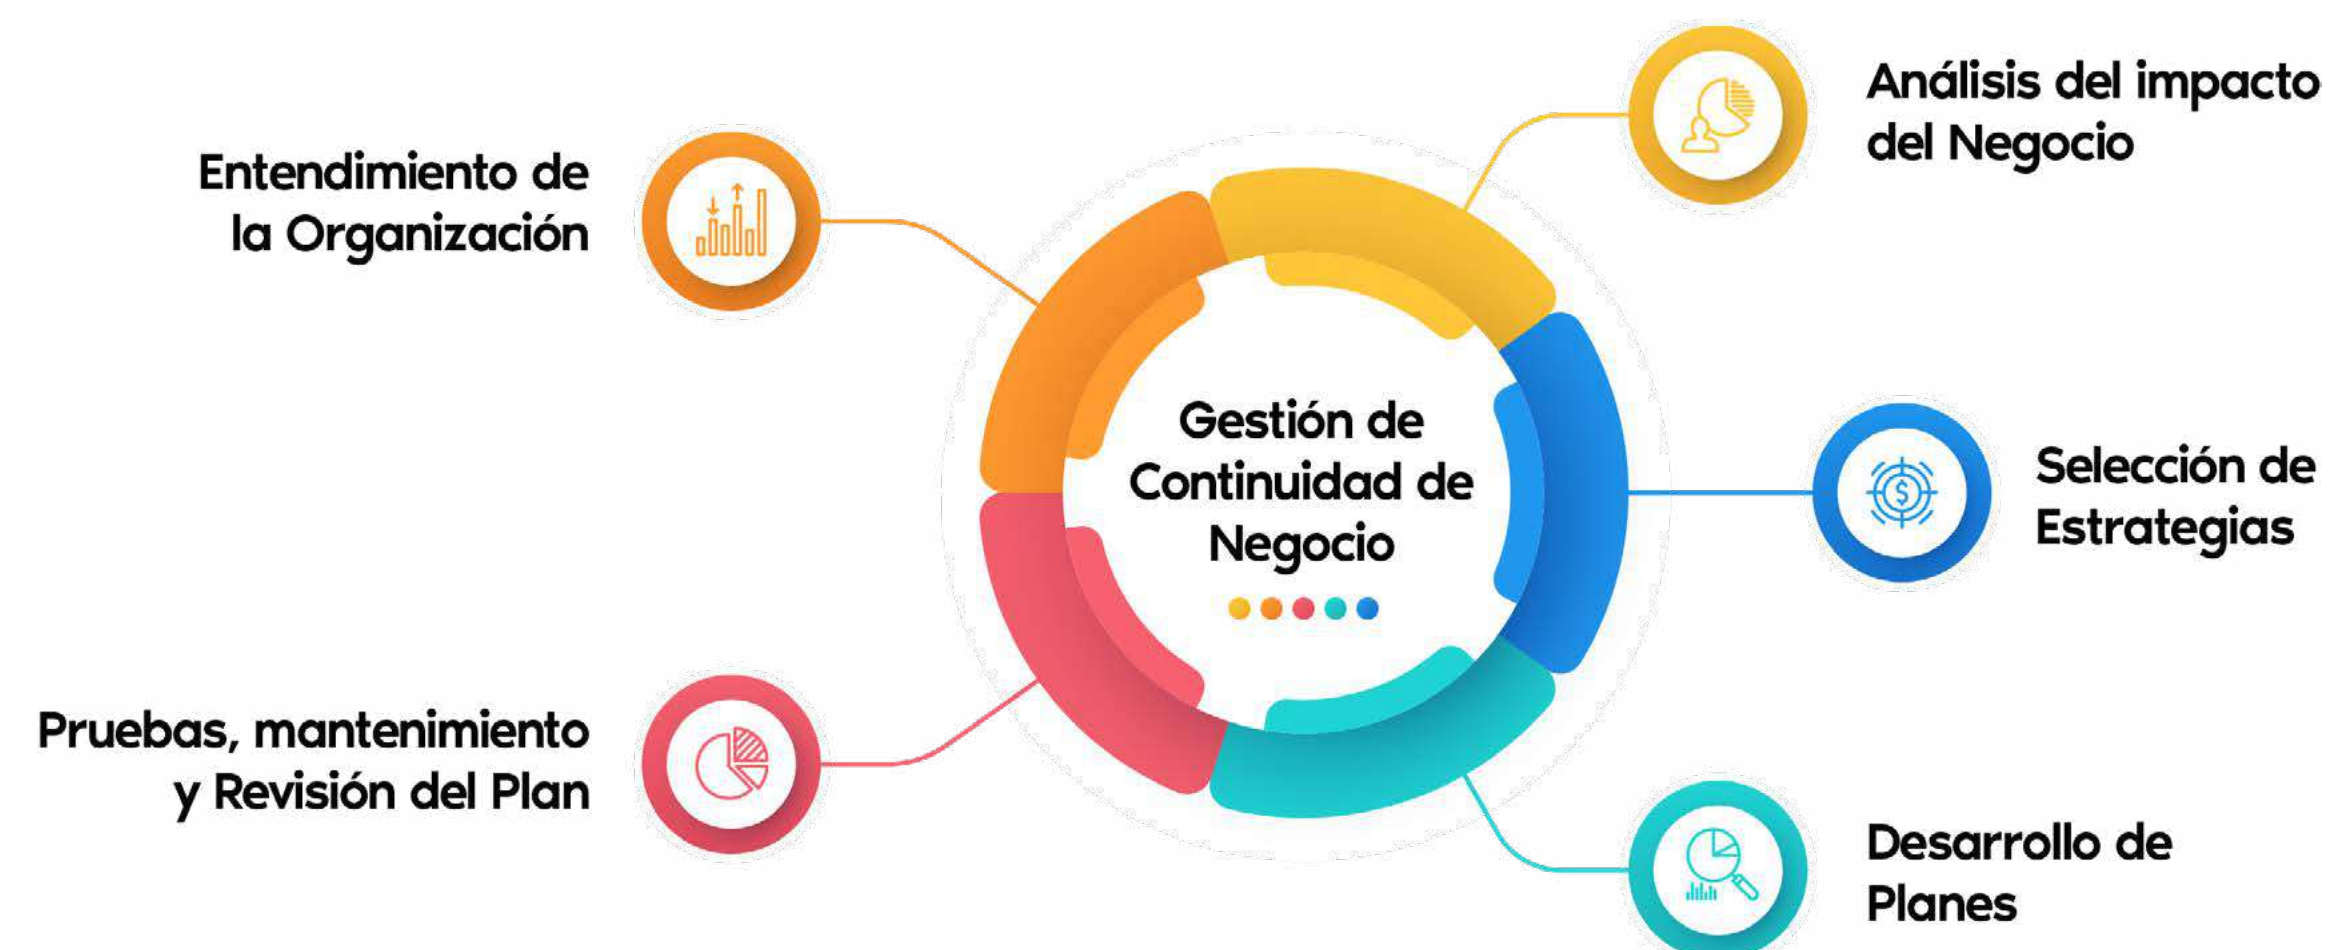 Entendimiento de
la Organización
Análisis del impacto
del Negocio
Gestión de
Continuidad de
Negocio
Selección de
Estrategias
Pruebas, mantenimiento
y Revisión del Plan
Desarrollo de
Planes
$